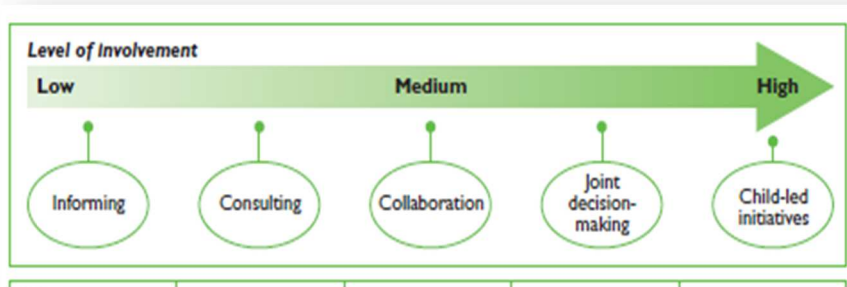 Level of Involvement
Low Medium High
Informing
Consulting
Collaboration
Joint
decision-
making
Child-led
initiatives